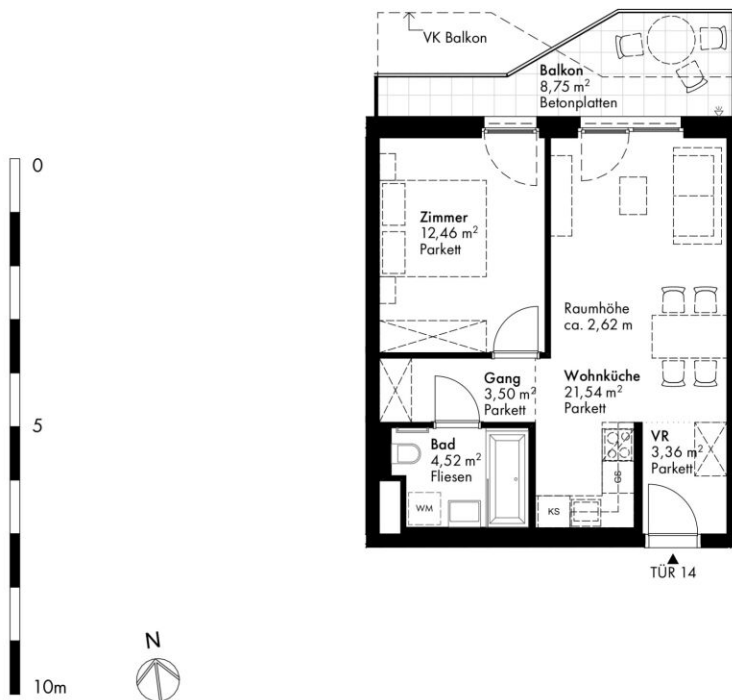 VK Balkon
Balkon
8,75 m²
Betonplatten
0
Zimmer
12,46 m²
Parkett
Raumhöhe
ca. 2,62 m
Gang
3,50 m²
Parkett
Wohnküche
21,54 m²
Parkett
5
Bad
4,52 m²
Fliesen
VR
3,36 m²
Parkett
GS
WM
KS
TÜR 14
N
10m